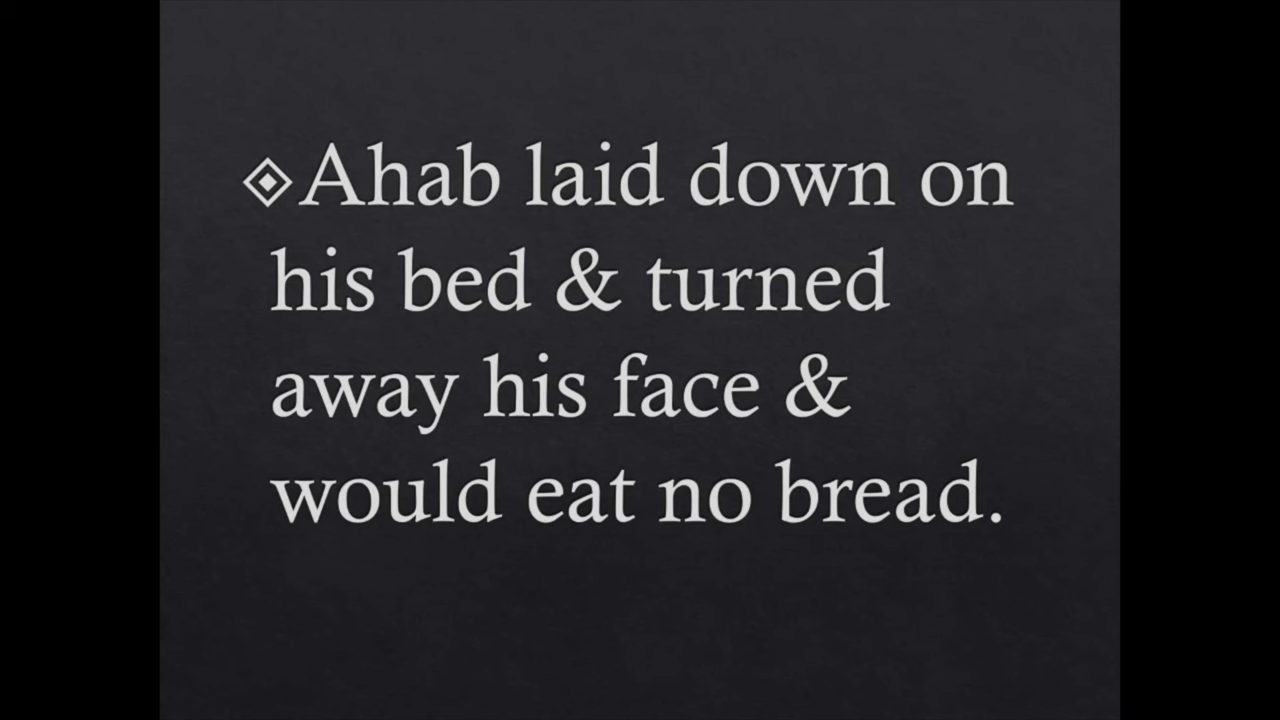 Ahab laid down on
his bed & turned
away his face &
would eat no bread.